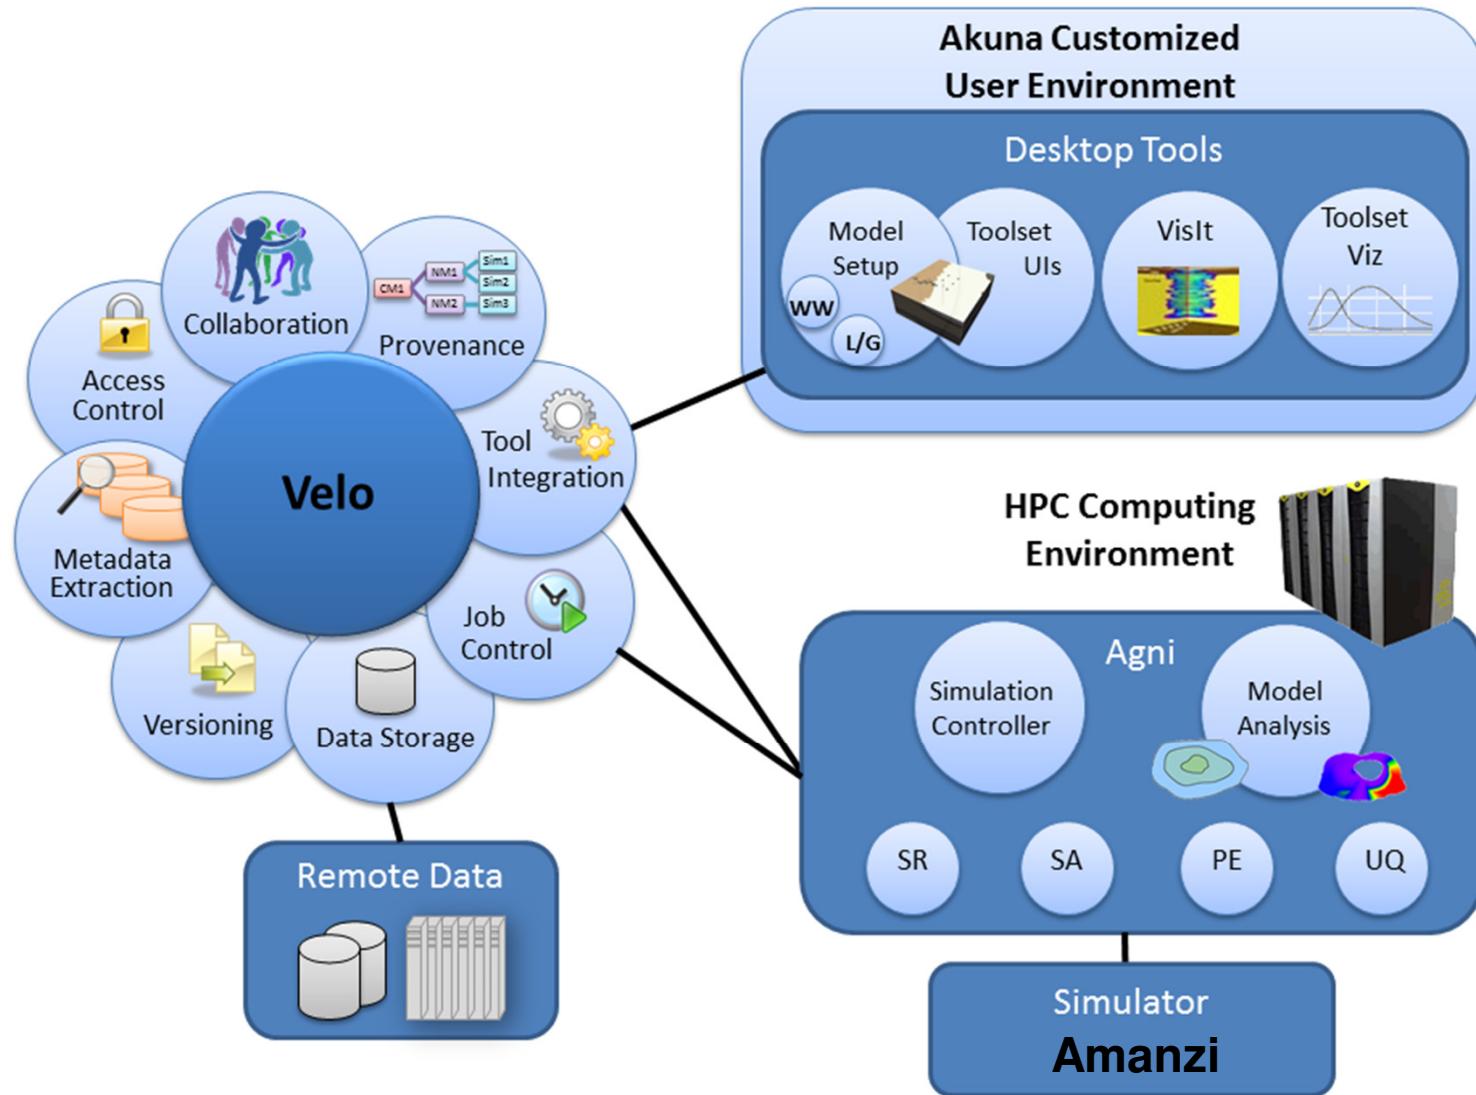 Akuna Customized
User Environment
Desktop Tools
Model
Setup
WW
L/G
Toolset
UIs
VisIt
Toolset
Viz
Collaboration
CM1
NM1
NM2
Sim1
Sim2
Sim3
Provenance
Access
Control
Tool
Integration
Velo
Metadata
Extraction
Job
Control
Versioning
Data Storage
Remote Data
HPC Computing
Environment
Agni
Simulation
Controller
Model
Analysis
SR
SA
PE
UQ
Simulator
Amanzi